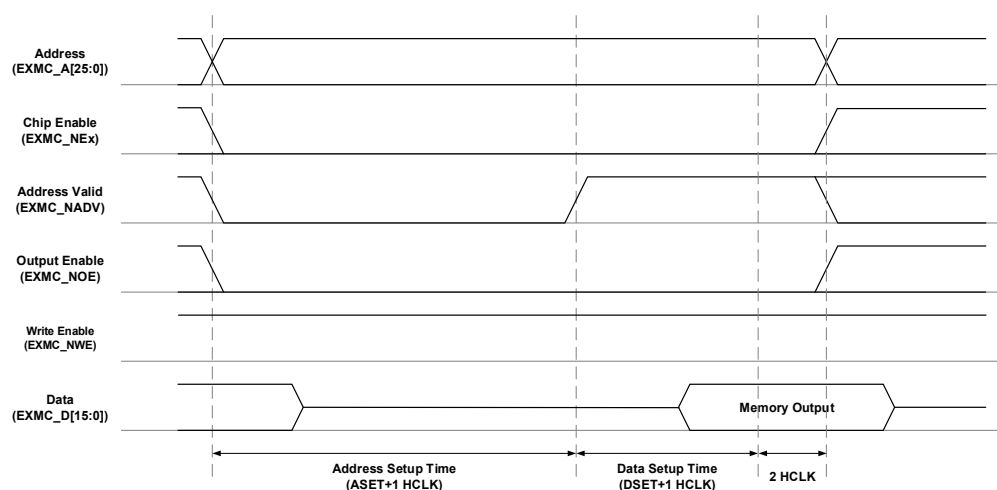 Address
(EXMC_A[25:0])
Chip Enable
(EXMC_NEx)
Address Valid
(EXMC_NADV)
Output Enable
(EXMC_NOE)
Write Enable
(EXMC_NWE)
Data
(EXMC_D[15:0])
Memory Output
Address Setup Time
(ASET+1 HCLK)
Data Setup Time
(DSET+1 HCLK)
2 HCLK